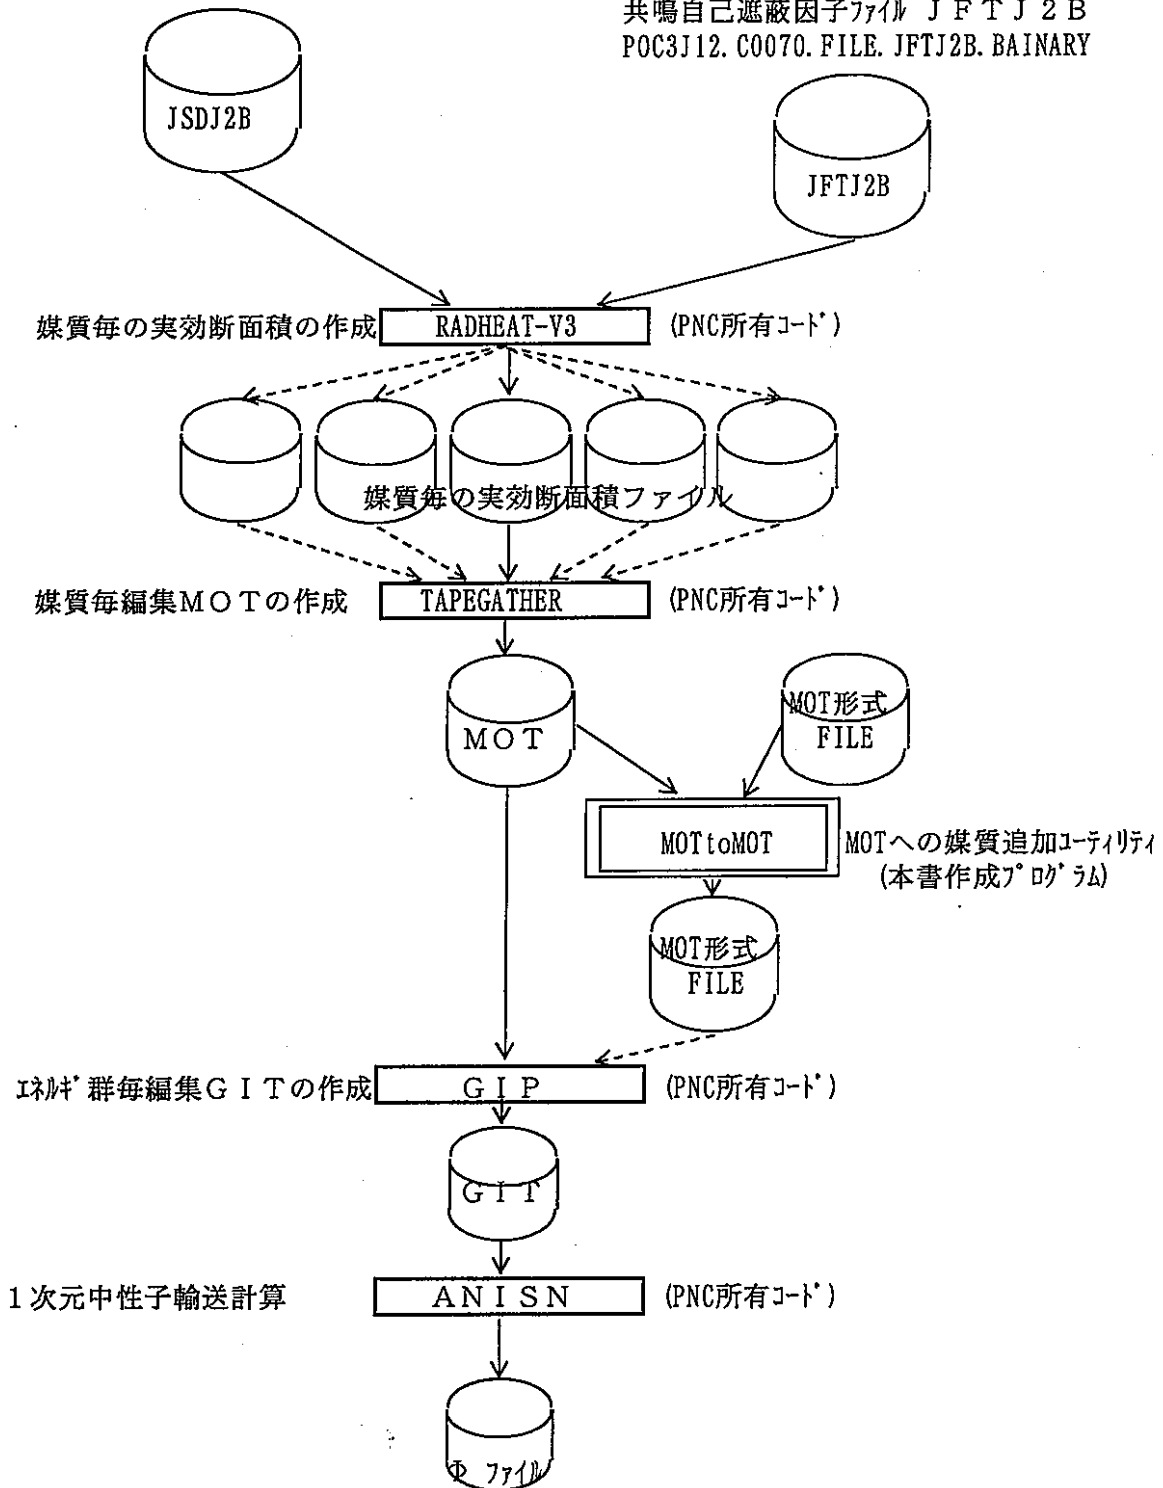 共鳴自己遮蔽因子ファイル JFTJ2B
POC3J12.C0070.FILE.JFTJ2B.BAINARY
JSDJ2B
JFTJ2B
媒質毎の実効断面積の作成 RADHEAT-V3 (PNC所有コード)
媒質毎の実効断面積ファイル
媒質毎編集MOTの作成 TAPEGATHER (PNC所有コード)
MOT
MOT形式
FILE
MOTtoMOT MOTへの媒質追加ユーティリティ
(本書作成プログラム)
MOT形式
FILE
エネルギ群毎編集GITの作成 GIP (PNC所有コード)
GIT
1次元中性子輸送計算 ANISN (PNC所有コード)
Φ ファイル